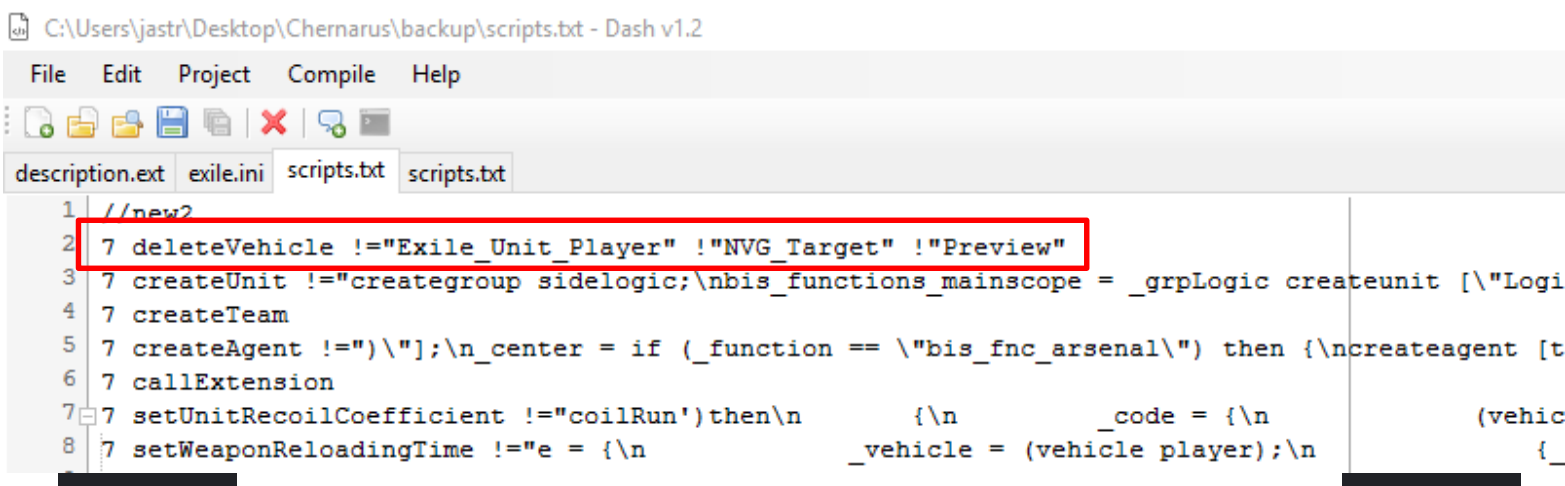 C:\Users\jastr\Desktop\Chernarus\backup\scripts.txt - Dash v1.2
File Edit Project Compile Help
description.ext exile.ini scripts.txt scripts.txt
1 //new2
2 7 deleteVehicle !="Exile_Unit_Player" !"NVG_Target" !"Preview"
3 7 createUnit !="creategroup sidelogic;\nbis_functions_mainscope = _grpLogic createunit [\"Logi
4 7 createTeam
5 7 createAgent !=")\"];\n_center = if (_function == \"bis_fnc_arsenal\") then {\ncreateagent [t
6 7 callExtension
7 7 setUnitRecoilCoefficient !="coilRun')then\n {\n _code = {\n (vehic
8 7 setWeaponReloadingTime !="e = {\n _vehicle = (vehicle player);\n {_